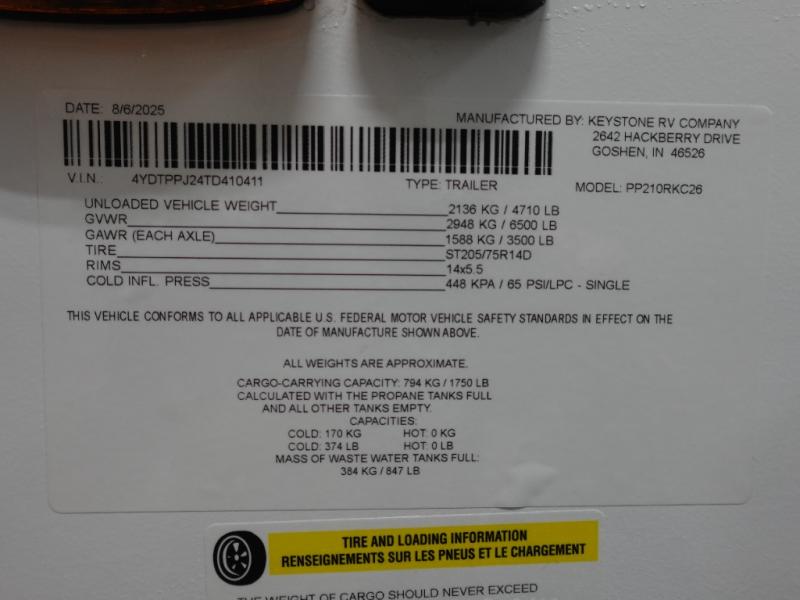 DATE: 8/6/2025
MANUFACTURED BY: KEYSTONE RV COMPANY
2642 HACKBERRY DRIVE
GOSHEN, IN 46526
V.I.N.: 4YDTPPJ24TD410411 TYPE: TRAILER MODEL: PP210RKC26
UNLOADED VEHICLE WEIGHT 2136 KG / 4710 LB
GVWR 2948 KG / 6500 LB
GAWR (EACH AXLE) 1588 KG / 3500 LB
TIRE ST205/75R14D
RIMS 14x5.5
COLD INFL. PRESS 448 KPA / 65 PSI/LPC - SINGLE
THIS VEHICLE CONFORMS TO ALL APPLICABLE U.S. FEDERAL MOTOR VEHICLE SAFETY STANDARDS IN EFFECT ON THE
DATE OF MANUFACTURE SHOWN ABOVE.
ALL WEIGHTS ARE APPROXIMATE.
CARGO-CARRYING CAPACITY: 794 KG / 1750 LB
CALCULATED WITH THE PROPANE TANKS FULL
AND ALL OTHER TANKS EMPTY.
CAPACITIES:
COLD: 170 KG HOT: 0 KG
COLD: 374 LB HOT: 0 LB
MASS OF WASTE WATER TANKS FULL:
384 KG / 847 LB
TIRE AND LOADING INFORMATION
RENSEIGNEMENTS SUR LES PNEUS ET LE CHARGEMENT
THE WEIGHT OF CARGO SHOULD NEVER EXCEED